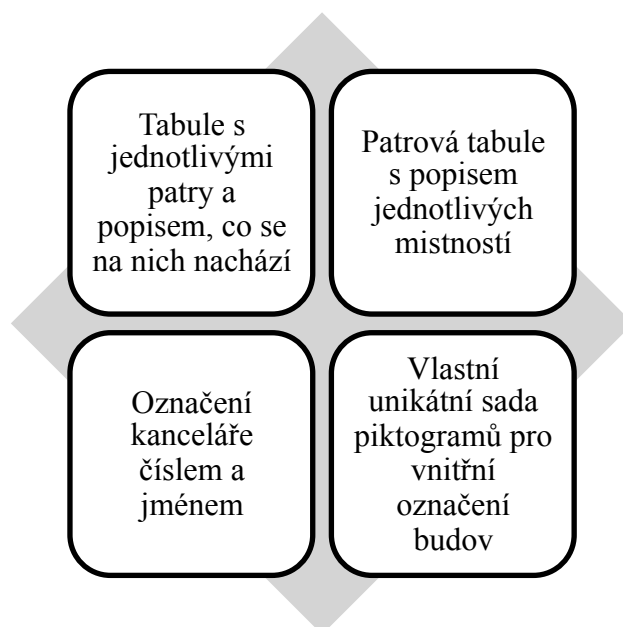 Tabule s
jednotlivými
patry a
popisem, co se
na nich nachází
Patrová tabule
s popisem
jednotlivých
mistností
Označení
kanceláře
číslem a
jménem
Vlastní
unikátní sada
piktogramů pro
vnitřní
označení
budov